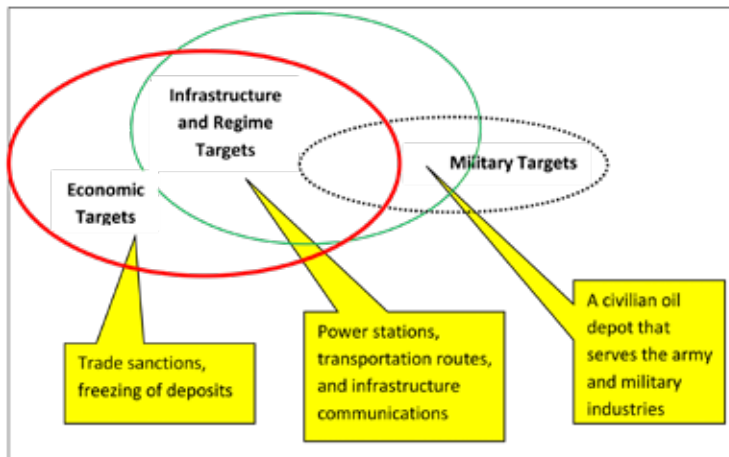 Infrastructure
and Regime
Targets
Military Targets
Economic
Targets
Trade sanctions,
freezing of deposits
Power stations,
transportation routes,
and infrastructure
communications
A civilian oil
depot that
serves the army
and military
industries